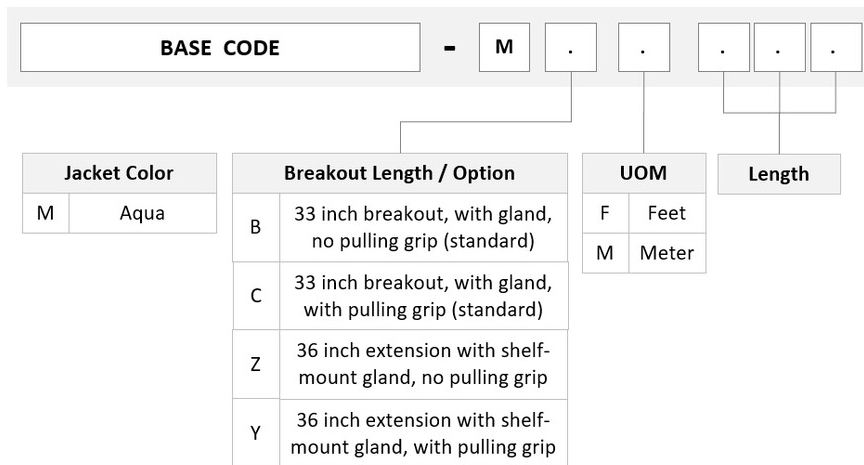 BASE CODE - M . . . . .
Jacket Color
M Aqua
Breakout Length / Option
B 33 inch breakout, with gland,
no pulling grip (standard)
C 33 inch breakout, with gland,
with pulling grip (standard)
Z 36 inch extension with shelf-
mount gland, no pulling grip
Y 36 inch extension with shelf-
mount gland, with pulling grip
UOM
F Feet
M Meter
Length